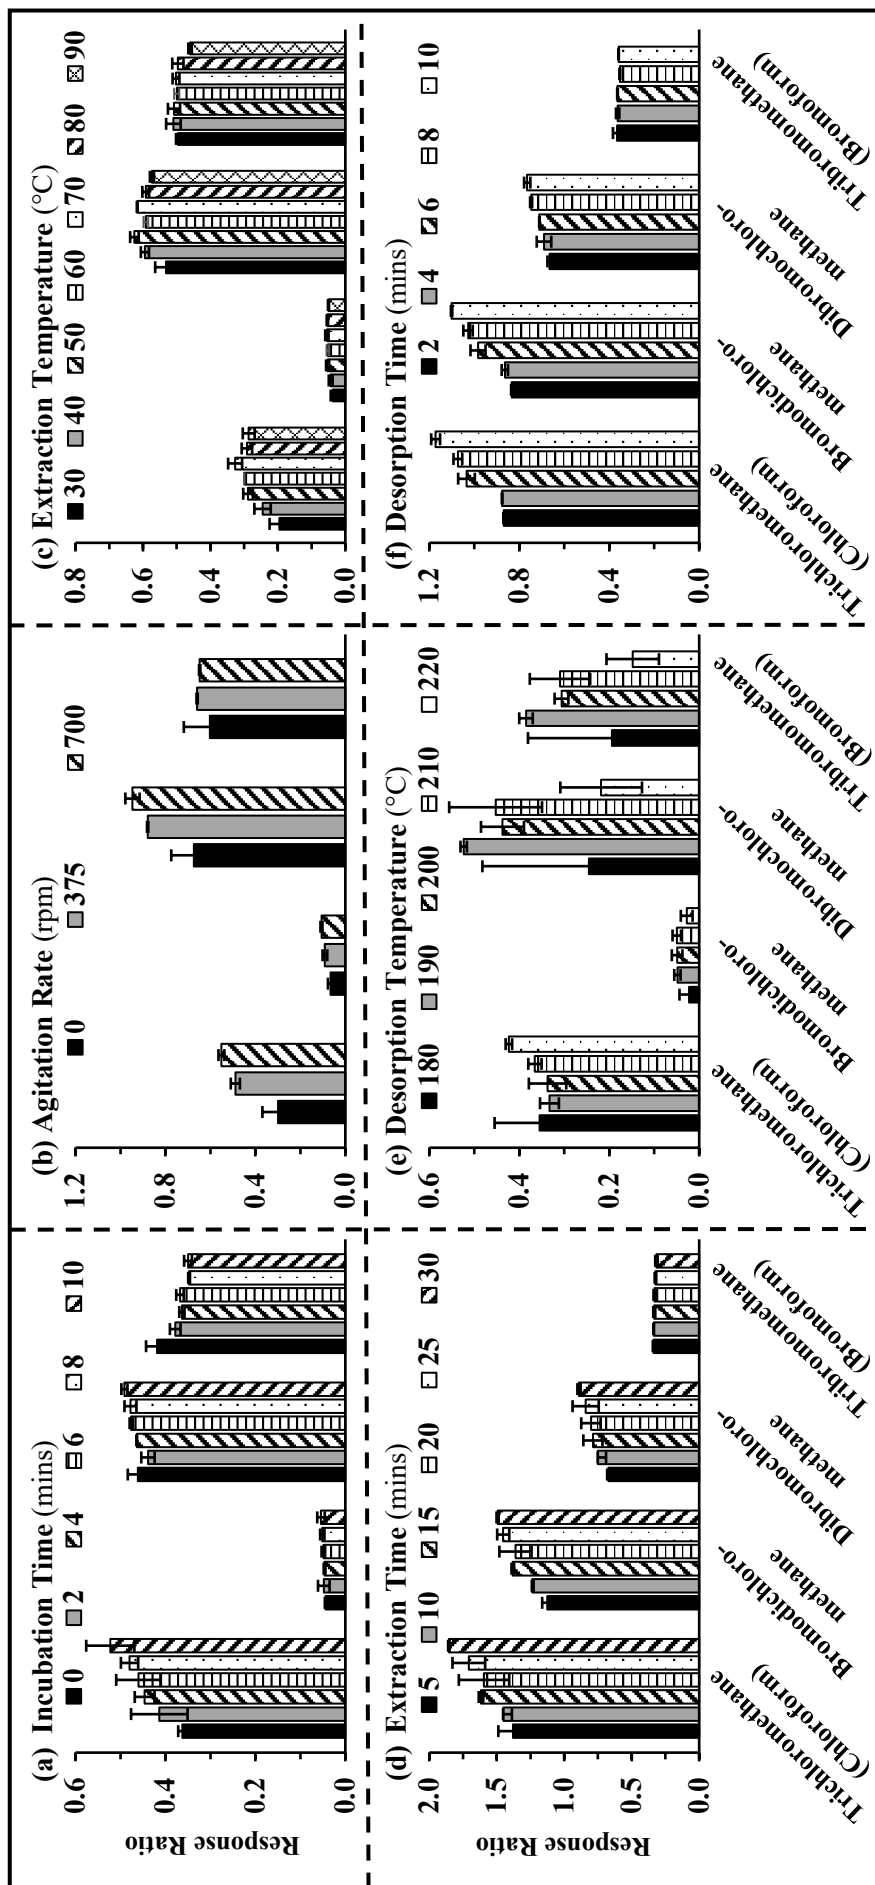 (a) Incubation Time (mins)
0 2 4 6 8 10
0.6
0.4
0.2
0.0
Response Ratio
(b) Agitation Rate (rpm)
0 375 700
1.2
0.8
0.4
0.0
(c) Extraction Temperature (°C)
30 40 50 60 70 80 90
0.8
0.6
0.4
0.2
0.0
(d) Extraction Time (mins)
5 10 15 20 25 30
2.0
1.5
1.0
0.5
0.0
Response Ratio
Trichloromethane
(Chloroform)
Bromodichloro-
methane
Dibromochloro-
methane
Tribromomethane
(Bromoform)
(e) Desorption Temperature (°C)
180 190 200 210 220
0.6
0.4
0.2
0.0
Trichloromethane
(Chloroform)
Bromodichloro-
methane
Dibromochloro-
methane
Tribromomethane
(Bromoform)
(f) Desorption Time (mins)
2 4 6 8 10
1.2
0.8
0.4
0.0
Trichloromethane
(Chloroform)
Bromodichloro-
methane
Dibromochloro-
methane
Tribromomethane
(Bromoform)